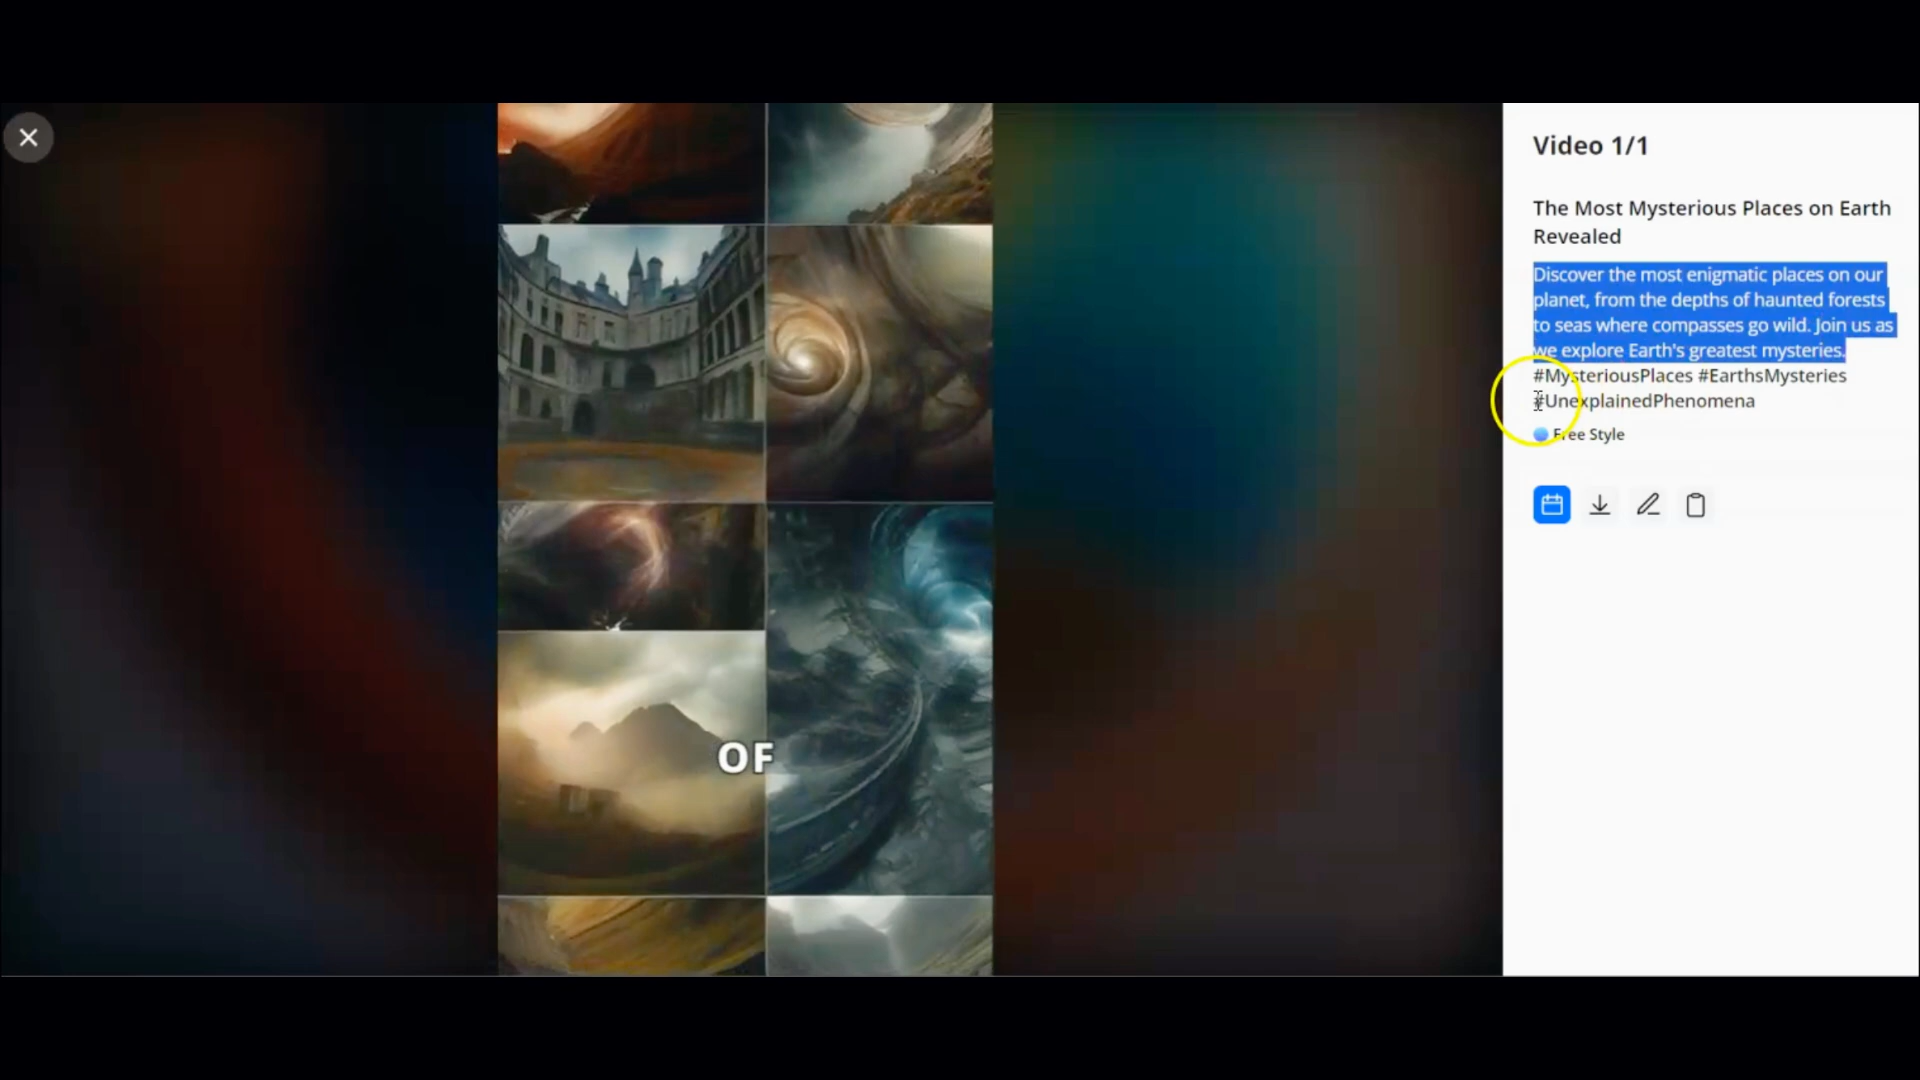 Video 1/1
The Most Mysterious Places on Earth
Revealed
Discover the most enigmatic places on our
planet, from the depths of haunted forests
to seas where compasses go wild. Join us as
we explore Earth's greatest mysteries.
#MysteriousPlaces #EarthsMysteries
#UnexplainedPhenomena
Free Style
OF